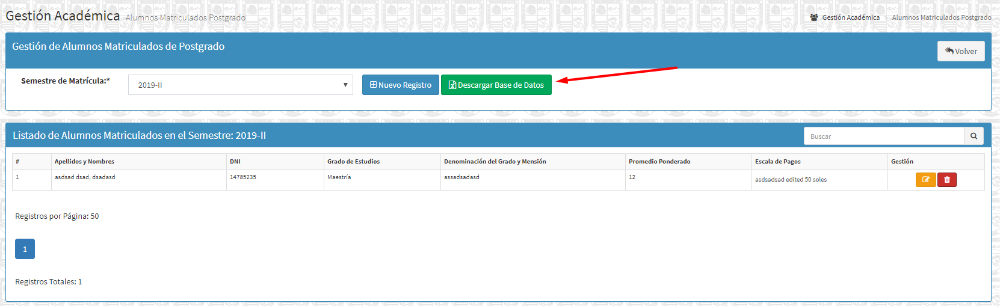 Gestión Académica Alumnos Matriculados Postgrado
Gestión Académica > Alumnos Matriculados Postgrado
Gestión de Alumnos Matriculados de Postgrado
Volver
Semestre de Matrícula:* 2019-II Nuevo Registro Descargar Base de Datos
Listado de Alumnos Matriculados en el Semestre: 2019-II Buscar
# Apellidos y Nombres DNI Grado de Estudios Denominación del Grado y Mensión Promedio Ponderado Escala de Pagos Gestión
1 asdsad dsad, dsadasd 14785235 Maestría assadsadasd 12 asdsadsad edited 50 soles
Registros por Página: 50
1
Registros Totales: 1